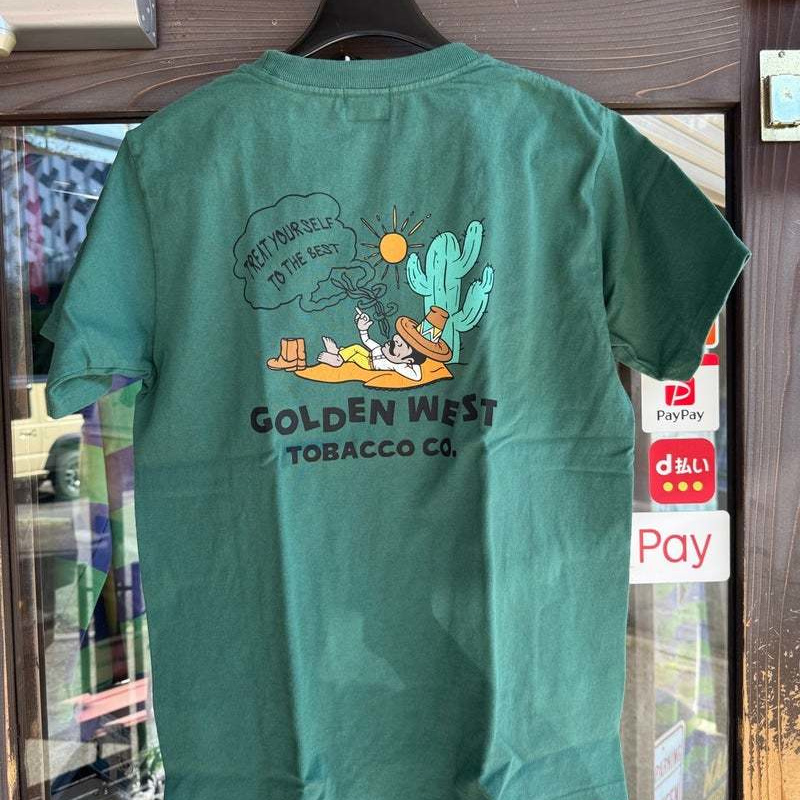 TREAT YOURSELF
TO THE BEST
GOLDEN WEST
TOBACCO CO.
PayPay
d払い
Pay